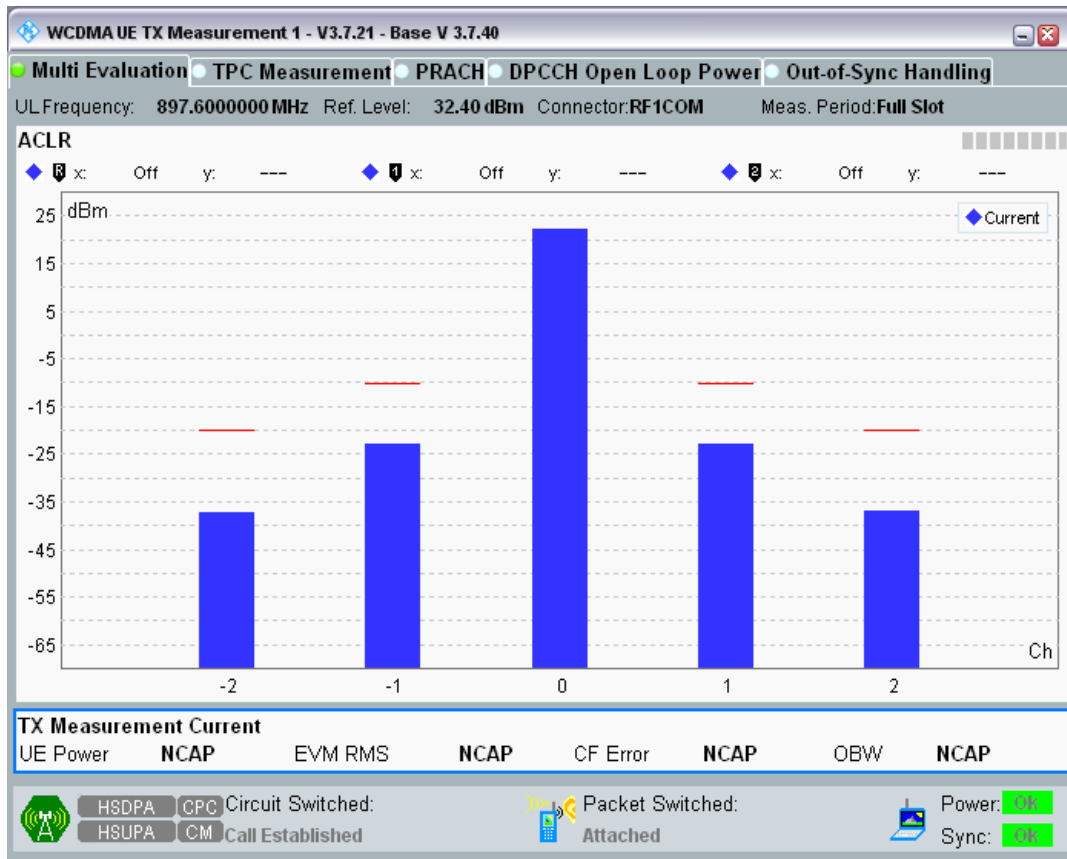 WCDMA UE TX Measurement 1 - V3.7.21 - Base V 3.7.40
Multi Evaluation TPC Measurement PRACH DPCCH Open Loop Power Out-of-Sync Handling
UL Frequency: 897.6000000 MHz Ref. Level: 32.40 dBm Connector:RF1COM Meas. Period:Full Slot
ACLR
R x: Off y: --- 1 x: Off y: --- 2 x: Off y: ---
dBm
Current
25
15
5
-5
-15
-25
-35
-45
-55
-65
Ch
-2 -1 0 1 2
TX Measurement Current
UE Power NCAP EVM RMS NCAP CF Error NCAP OBW NCAP
HSDPA CPC Circuit Switched: Packet Switched: Power: Ok
HSUPA CM Call Established Attached Sync: Ok